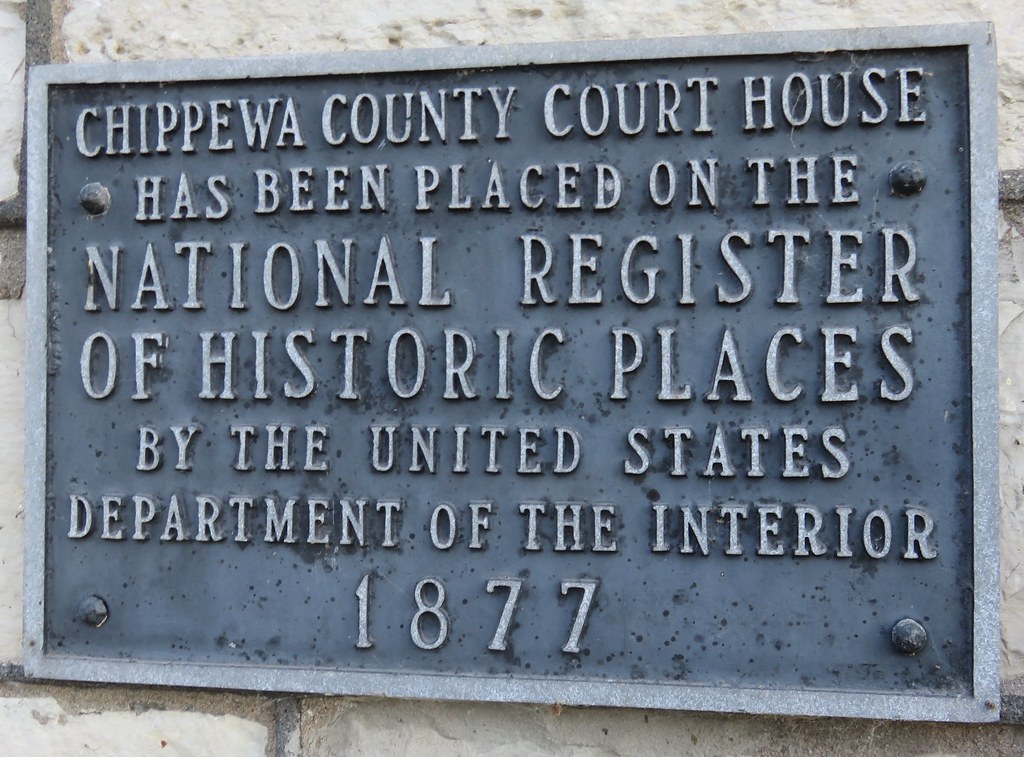 CHIPPEWA COUNTY COURT HOUSE
HAS BEEN PLACED ON THE
NATIONAL REGISTER
OF HISTORIC PLACES
BY THE UNITED STATES
DEPARTMENT OF THE INTERIOR
1877